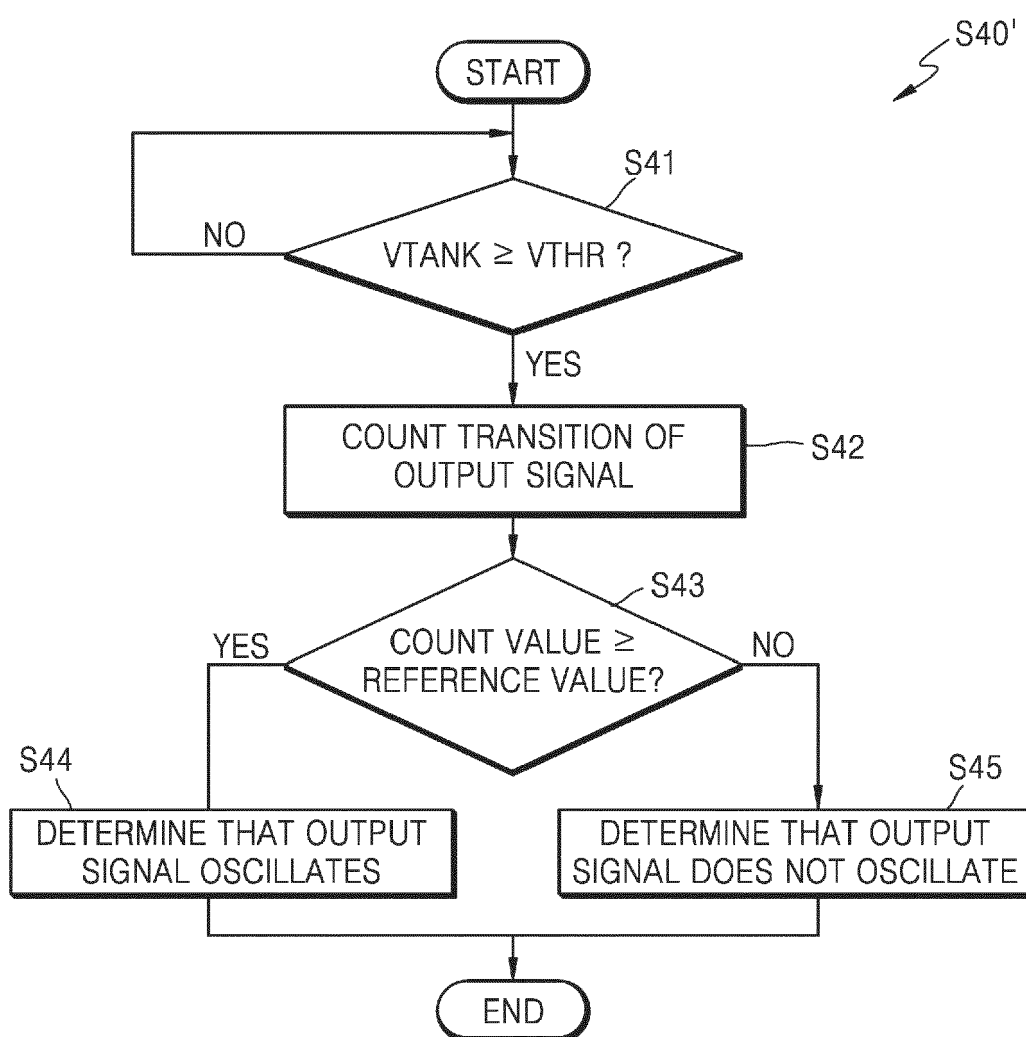 S40'
START
S41
NO
VTANK ≥ VTHR ?
YES
COUNT TRANSITION OF
OUTPUT SIGNAL
S42
S43
YES
COUNT VALUE ≥
REFERENCE VALUE?
NO
S44
S45
DETERMINE THAT OUTPUT
SIGNAL OSCILLATES
DETERMINE THAT OUTPUT
SIGNAL DOES NOT OSCILLATE
END